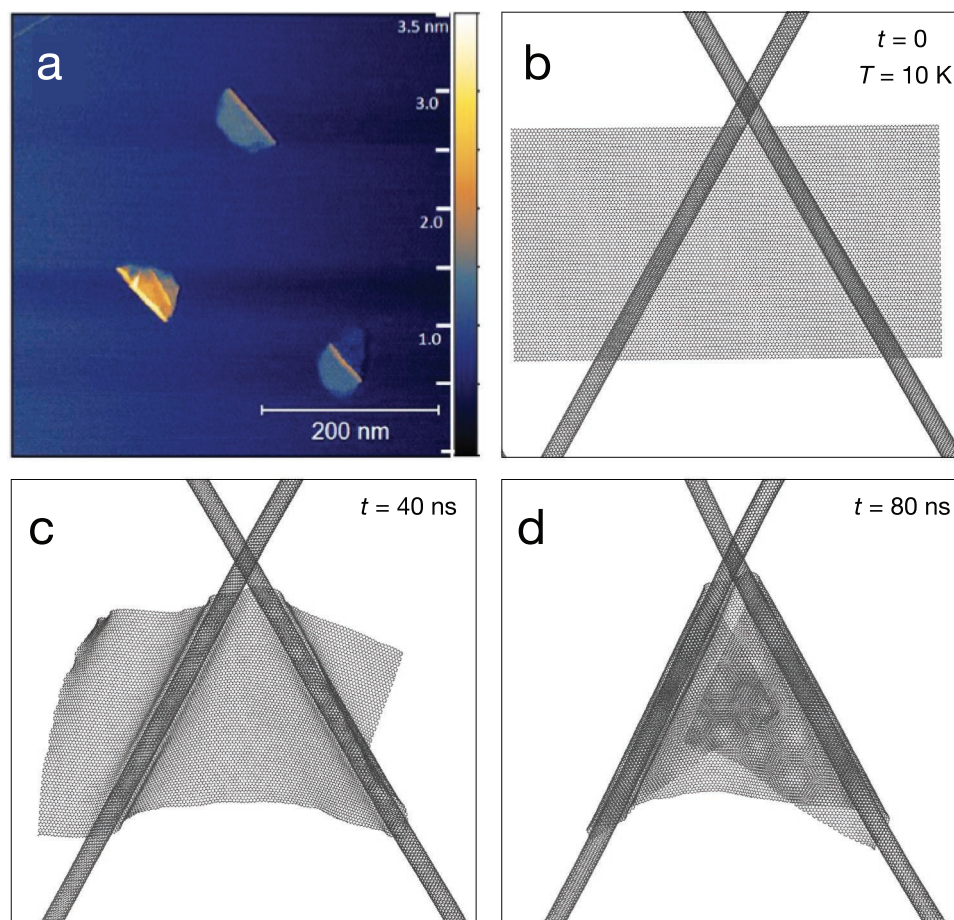 a
3.5 nm
3.0
2.0
1.0
200 nm
b
t = 0
T = 10 K
c
t = 40 ns
d
t = 80 ns